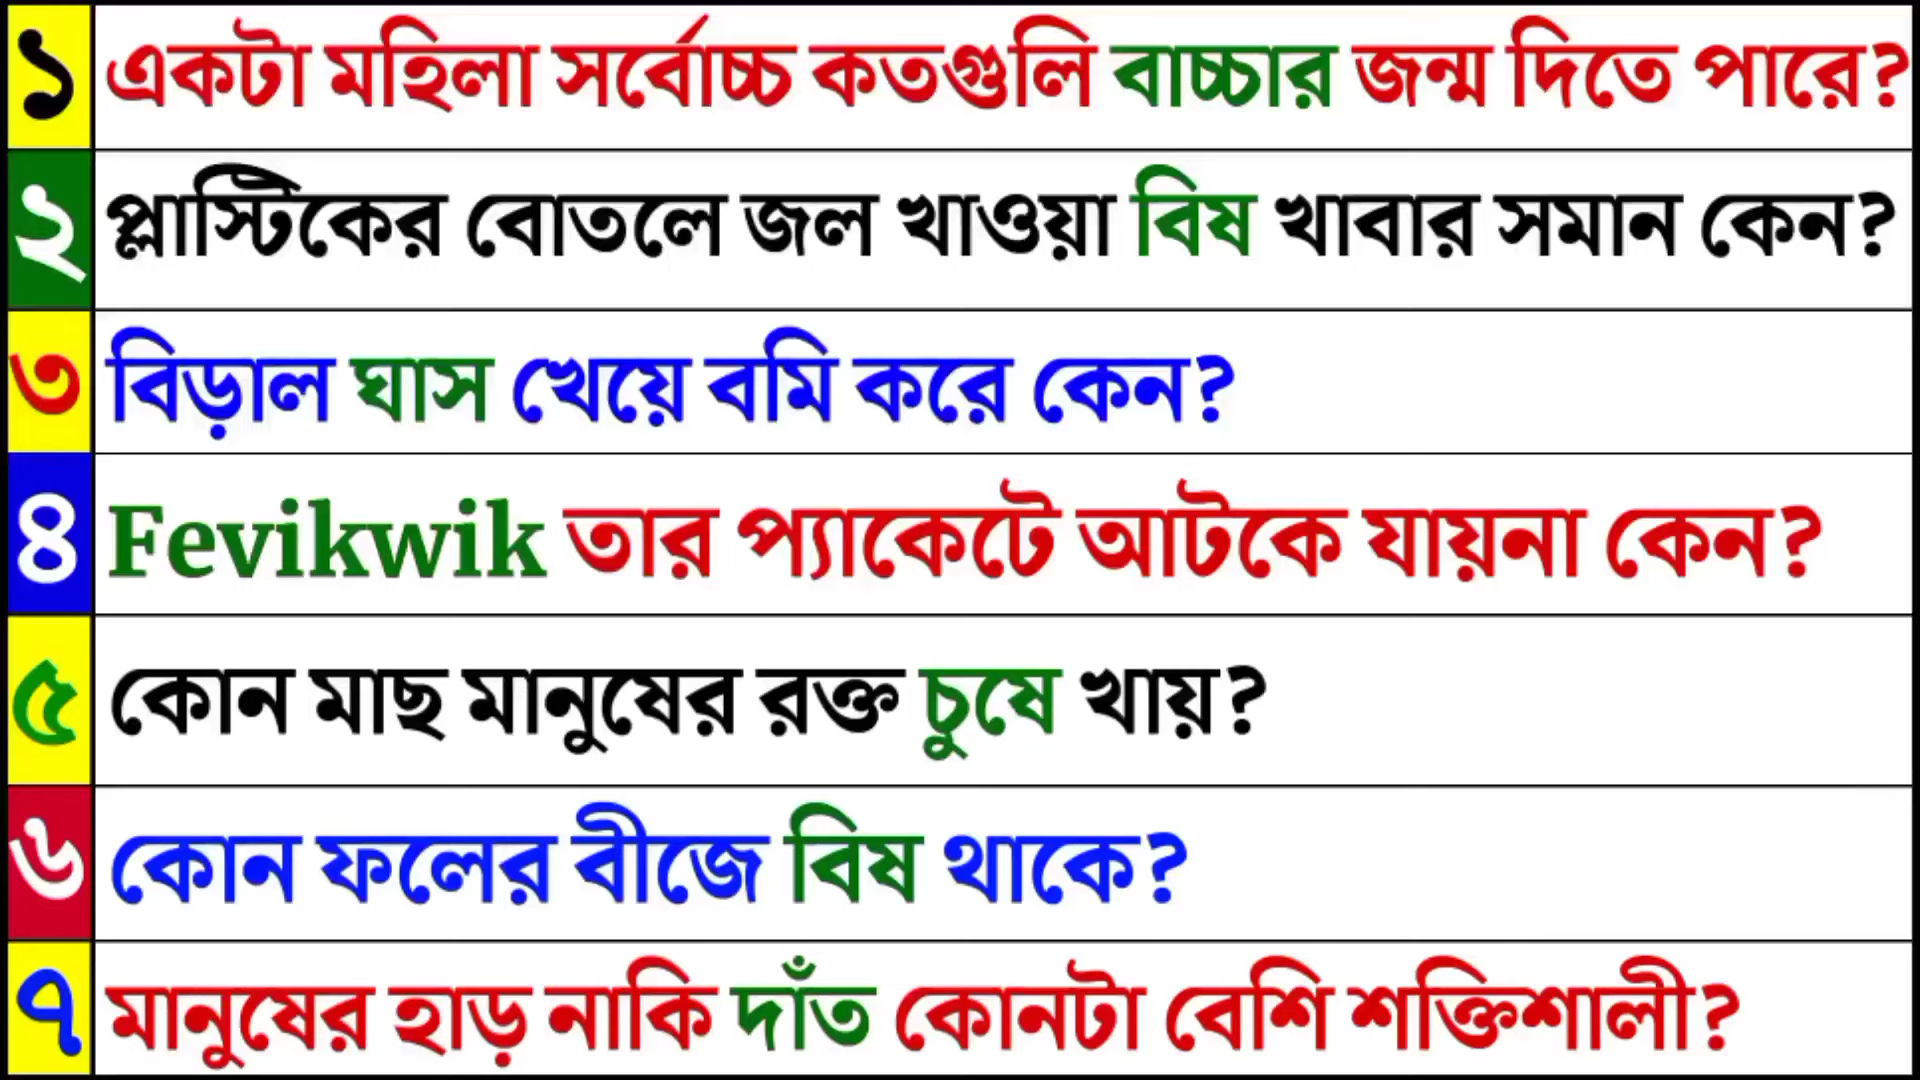 ১ একটা মহিলা সর্বোচ্চ কতগুলি বাচ্চার জন্ম দিতে পারে?
২ প্লাস্টিকের বোতলে জল খাওয়া বিষ খাবার সমান কেন?
৩ বিড়াল ঘাস খেয়ে বমি করে কেন?
৪ Fevikwik তার প্যাকেটে আটকে যায়না কেন?
৫ কোন মাছ মানুষের রক্ত চুষে খায়?
৬ কোন ফলের বীজে বিষ থাকে?
৭ মানুষের হাড় নাকি দাঁত কোনটা বেশি শক্তিশালী?